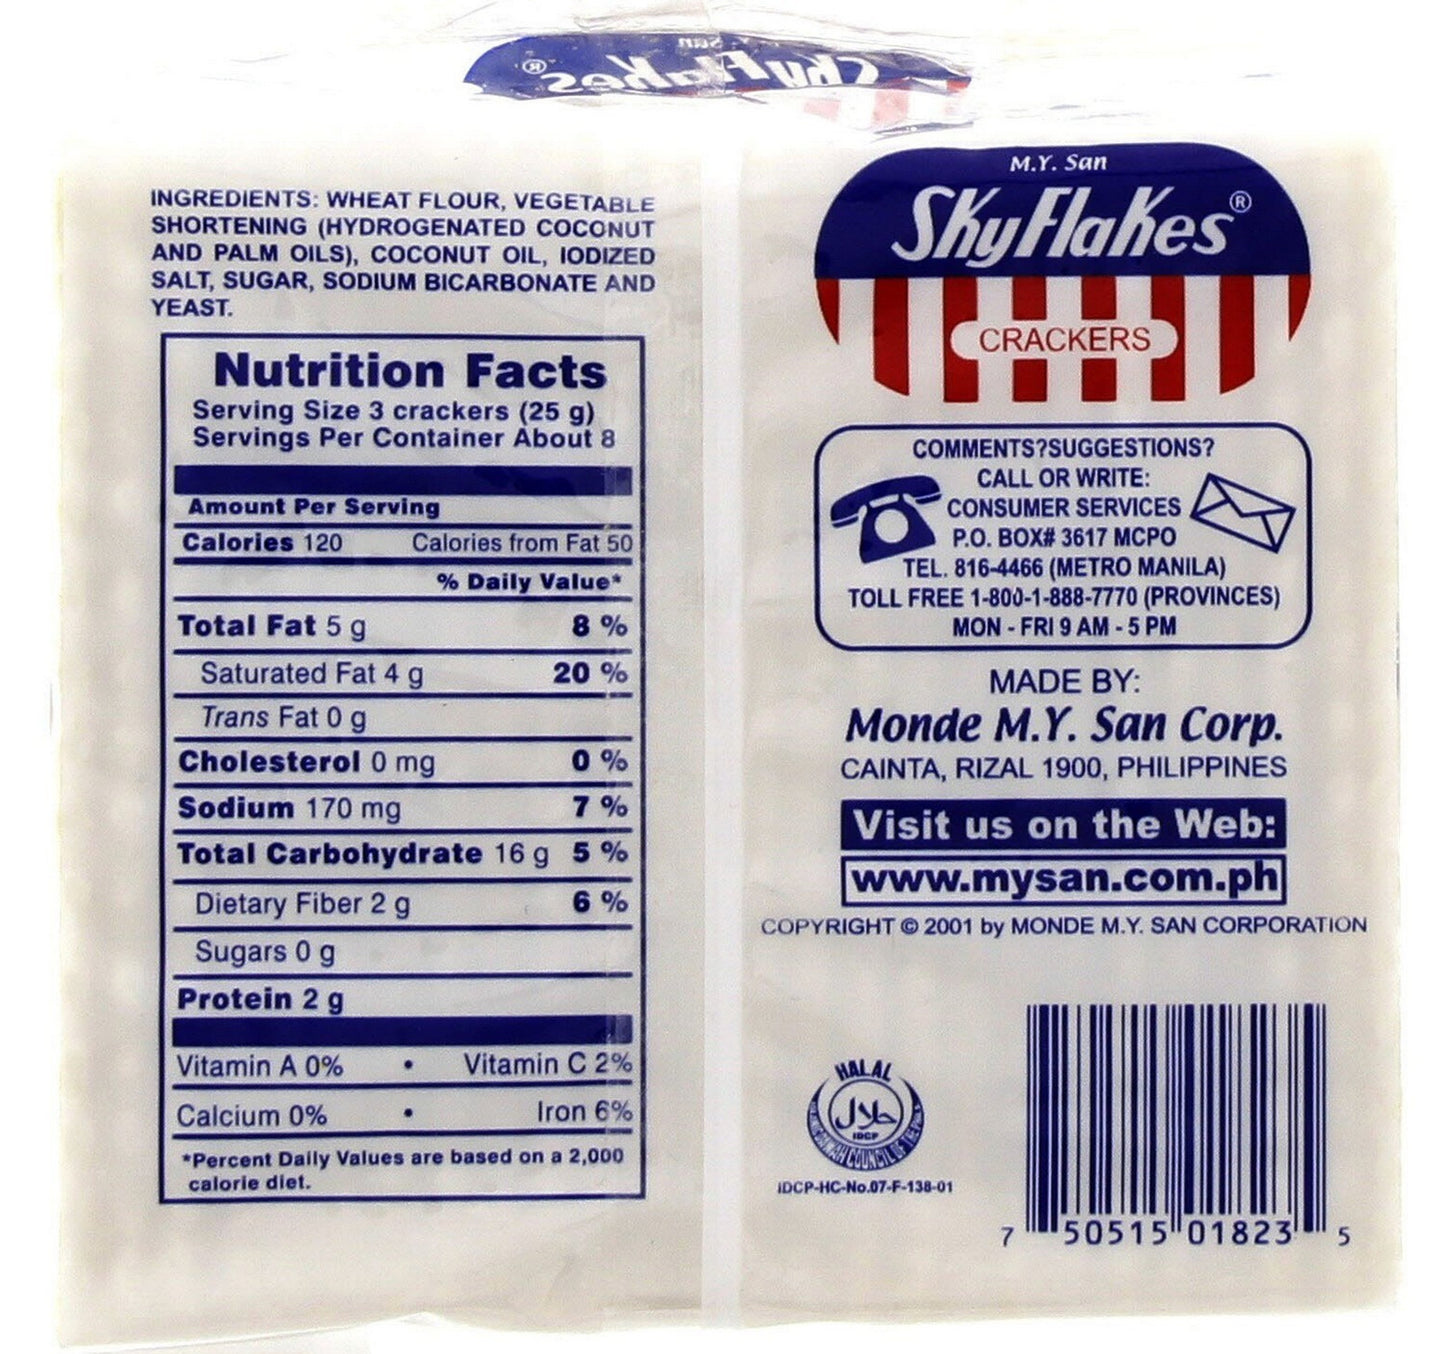 M.Y. San
SkyFlakes®
INGREDIENTS: WHEAT FLOUR, VEGETABLE
SHORTENING (HYDROGENATED COCONUT
AND PALM OILS), COCONUT OIL, IODIZED
SALT, SUGAR, SODIUM BICARBONATE AND
YEAST.
Nutrition Facts
Serving Size 3 crackers (25 g)
Servings Per Container About 8
Amount Per Serving
Calories 120 Calories from Fat 50
% Daily Value*
Total Fat 5 g 8 %
Saturated Fat 4 g 20 %
Trans Fat 0 g
Cholesterol 0 mg 0 %
Sodium 170 mg 7 %
Total Carbohydrate 16 g 5 %
Dietary Fiber 2 g 6 %
Sugars 0 g
Protein 2 g
Vitamin A 0% • Vitamin C 2%
Calcium 0% • Iron 6%
*Percent Daily Values are based on a 2,000
calorie diet.
M.Y. San
SkyFlakes®
CRACKERS
COMMENTS?SUGGESTIONS?
CALL OR WRITE:
CONSUMER SERVICES
P.O. BOX# 3617 MCPO
TEL. 816-4466 (METRO MANILA)
TOLL FREE 1-800-1-888-7770 (PROVINCES)
MON - FRI 9 AM - 5 PM
MADE BY:
Monde M.Y. San Corp.
CAINTA, RIZAL 1900, PHILIPPINES
Visit us on the Web:
www.mysan.com.ph
COPYRIGHT © 2001 by MONDE M.Y. SAN CORPORATION
HALAL
حلال
IDCP
IDCP-HC-No.07-F-138-01
7 50515 01823 5